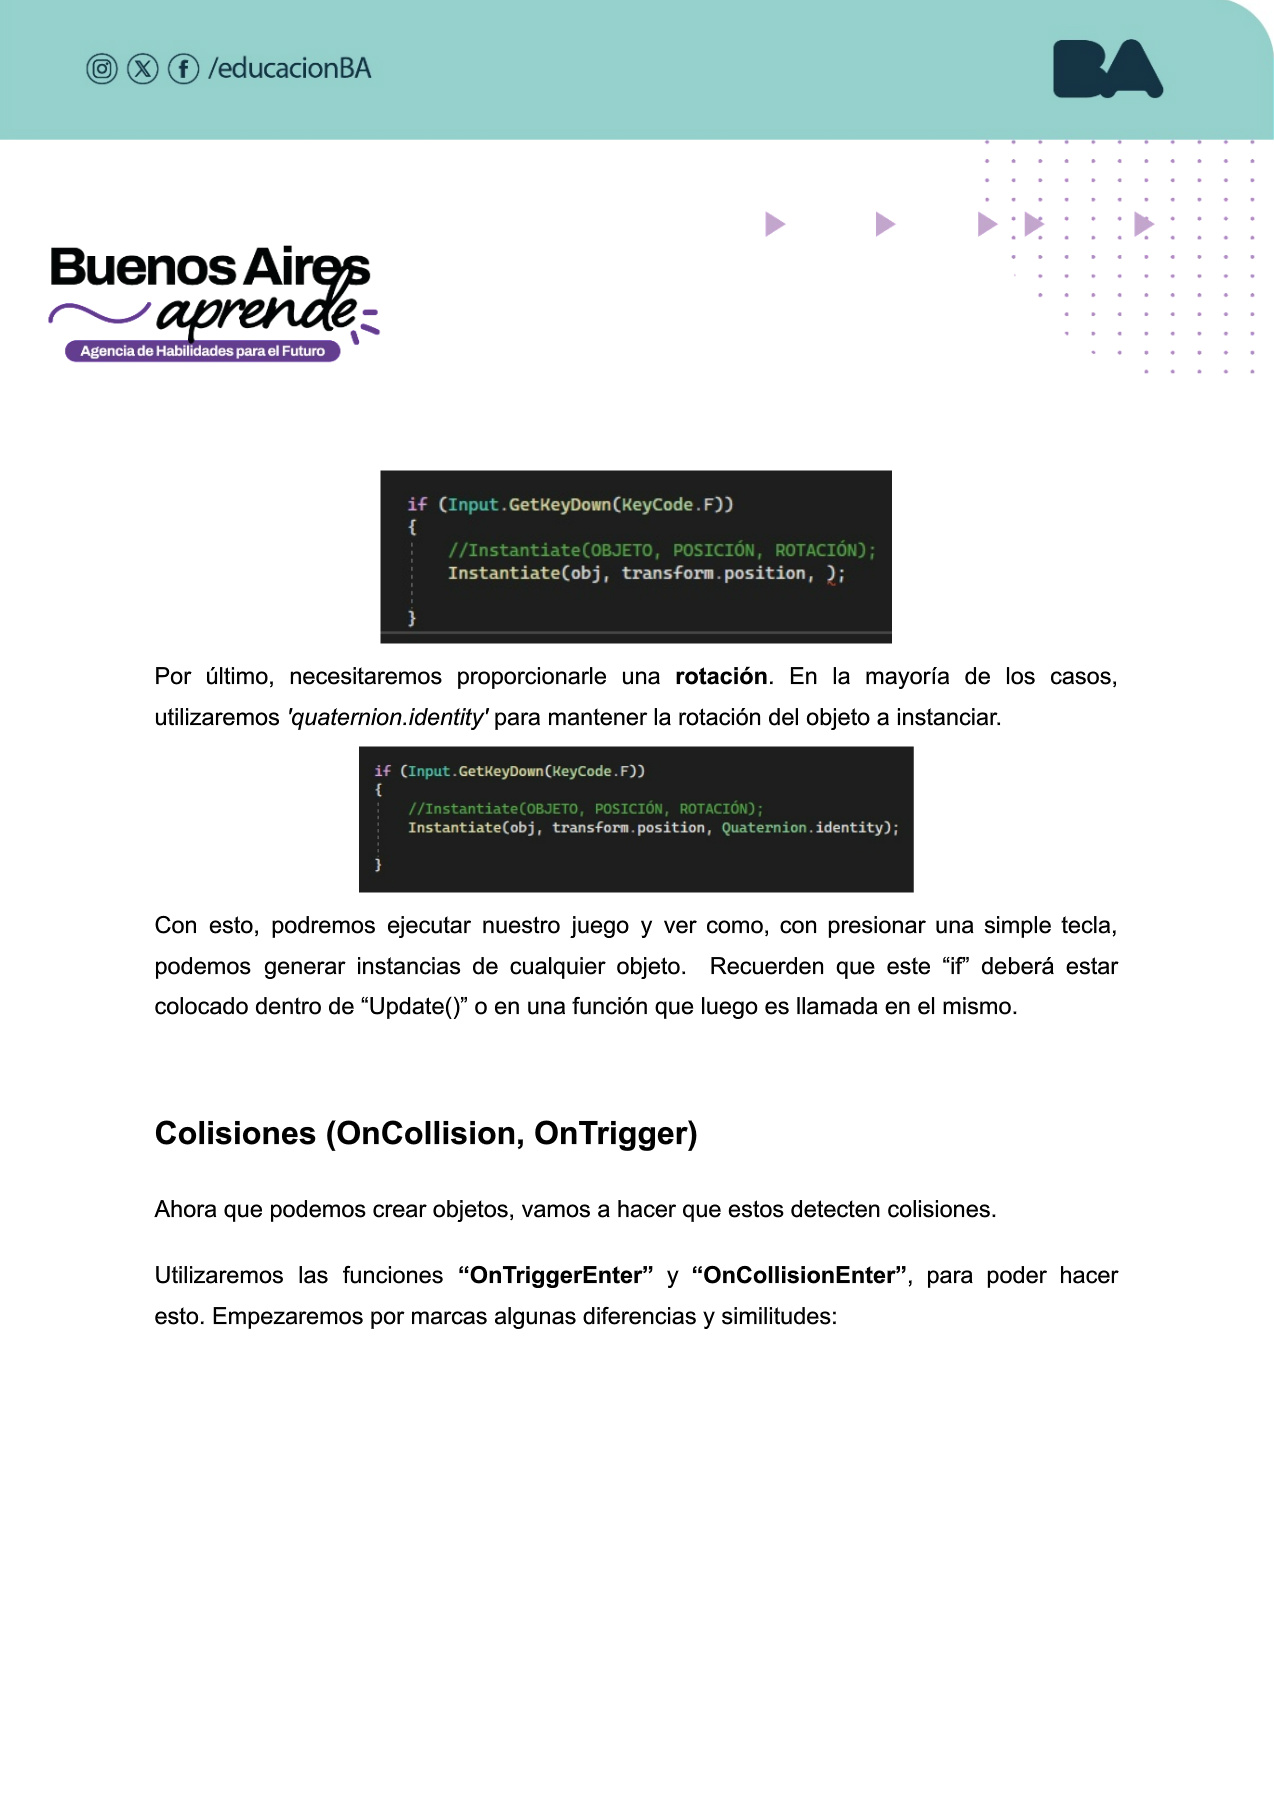 /educacionBA
BA
Buenos Aires
aprende
Agencia de Habilidades para el Futuro
if (Input.GetKeyDown(KeyCode.F))
{
//Instantiate(OBJETO, POSICIÓN, ROTACIÓN);
Instantiate(obj, transform.position, );
}
Por último, necesitaremos proporcionarle una rotación. En la mayoría de los casos,
utilizaremos 'quaternion.identity' para mantener la rotación del objeto a instanciar.
if (Input.GetKeyDown(KeyCode.F))
{
//Instantiate(OBJETO, POSICIÓN, ROTACIÓN);
Instantiate(obj, transform.position, Quaternion.identity);
}
Con esto, podremos ejecutar nuestro juego y ver como, con presionar una simple tecla,
podemos generar instancias de cualquier objeto. Recuerden que este “if” deberá estar
colocado dentro de “Update()” o en una función que luego es llamada en el mismo.
Colisiones (OnCollision, OnTrigger)
Ahora que podemos crear objetos, vamos a hacer que estos detecten colisiones.
Utilizaremos las funciones “OnTriggerEnter” y “OnCollisionEnter”, para poder hacer
esto. Empezaremos por marcas algunas diferencias y similitudes: